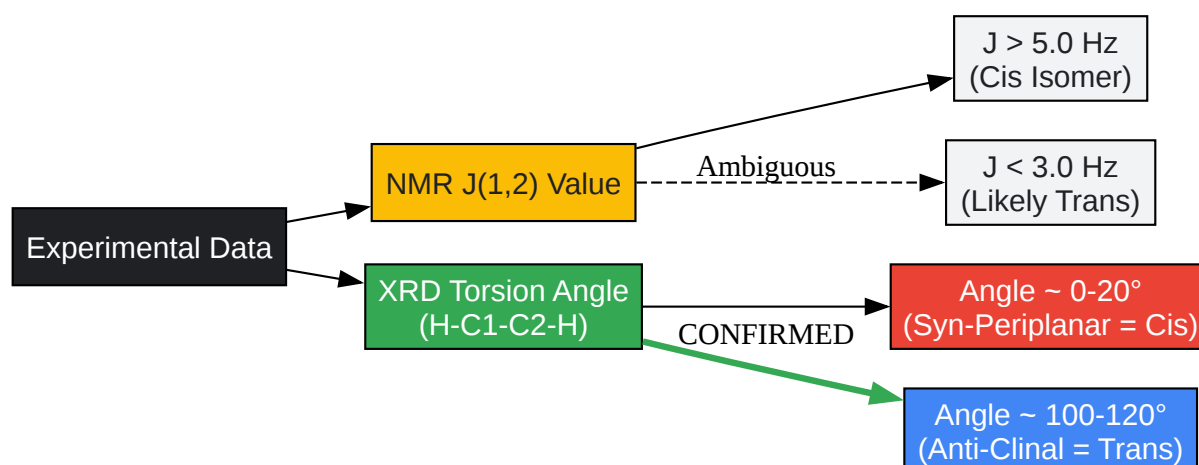 J > 5.0 Hz
(Cis Isomer)
Ambiguous
NMR J(1,2) Value
J < 3.0 Hz
(Likely Trans)
Experimental Data
XRD Torsion Angle
(H-C1-C2-H)
CONFIRMED
Angle ~ 0-20°
(Syn-Periplanar = Cis)
Angle ~ 100-120°
(Anti-Clinal = Trans)